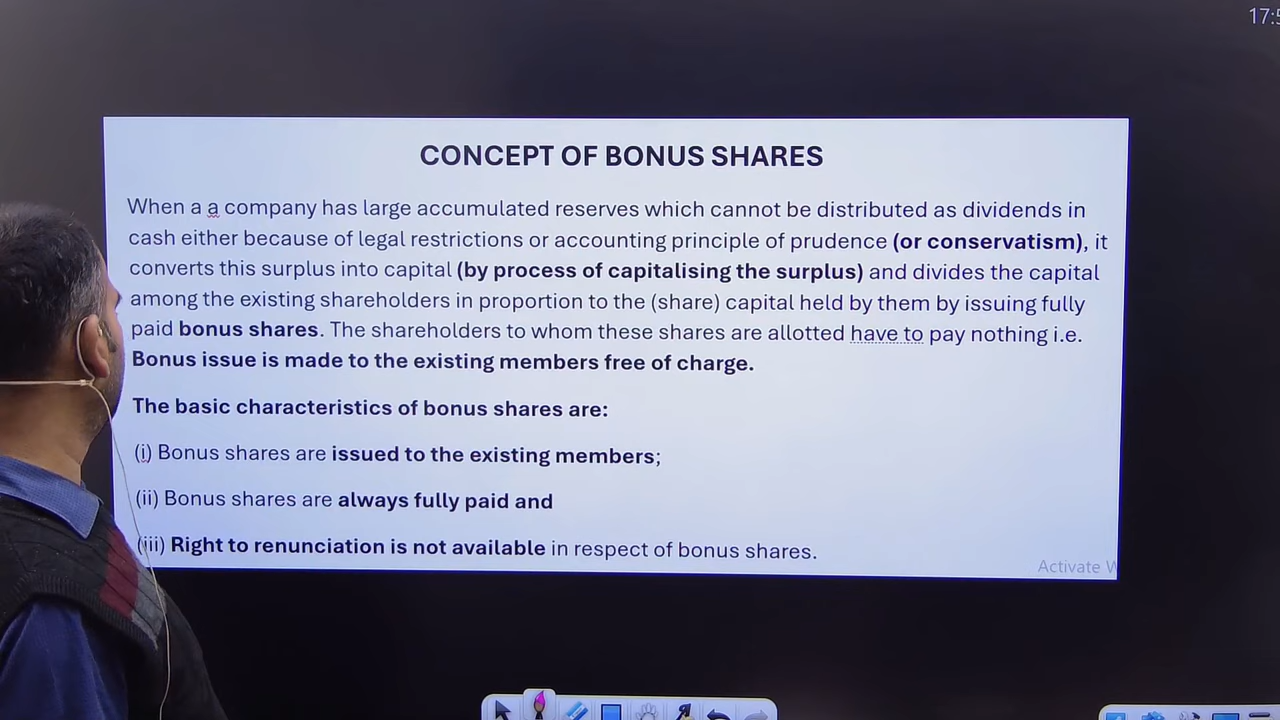 17:5
CONCEPT OF BONUS SHARES
When a a company has large accumulated reserves which cannot be distributed as dividends in
cash either because of legal restrictions or accounting principle of prudence (or conservatism), it
converts this surplus into capital (by process of capitalising the surplus) and divides the capital
among the existing shareholders in proportion to the (share) capital held by them by issuing fully
paid bonus shares. The shareholders to whom these shares are allotted have to pay nothing i.e.
Bonus issue is made to the existing members free of charge.
The basic characteristics of bonus shares are:
(i) Bonus shares are issued to the existing members;
(ii) Bonus shares are always fully paid and
(iii) Right to renunciation is not available in respect of bonus shares.
Activate W